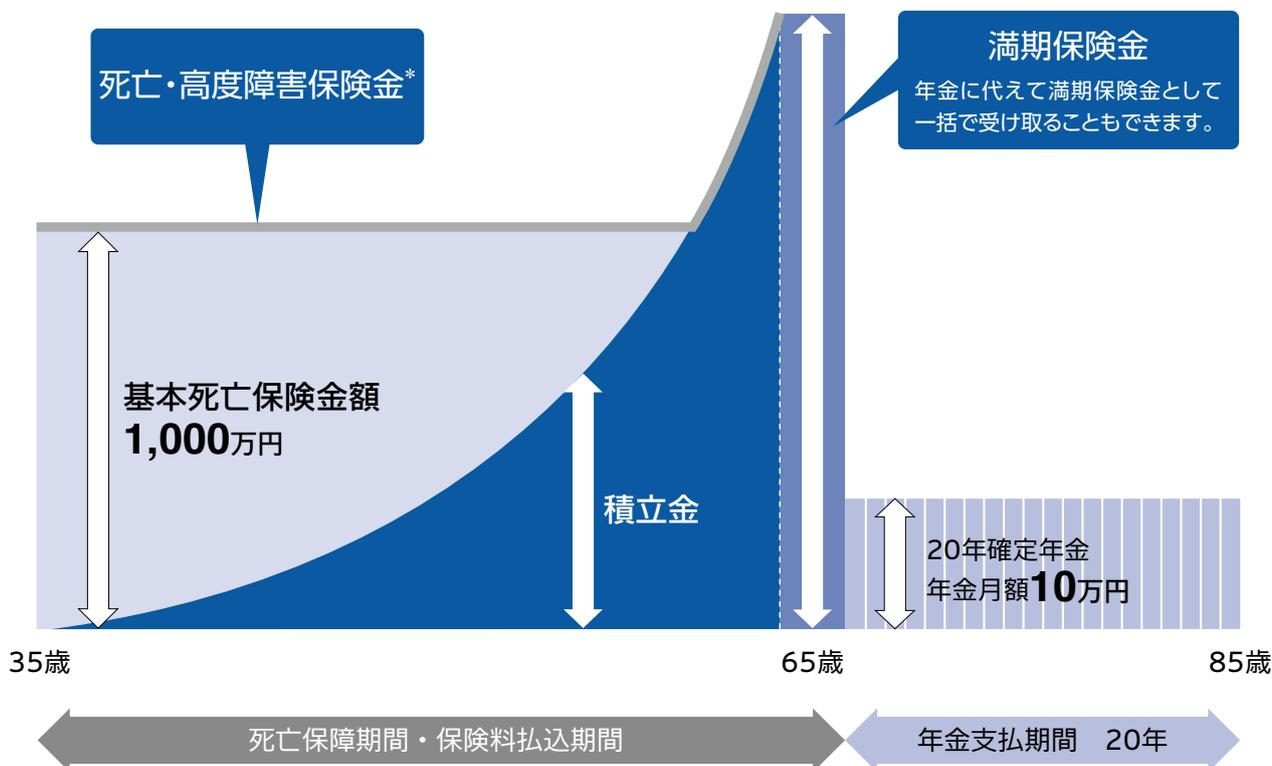 死亡・高度障害保険金*
満期保険金
年金に代えて満期保険金として
一括で受け取ることもできます。
基本死亡保険金額
1,000万円
積立金
20年確定年金
年金月額10万円
35歳
65歳
85歳
死亡保障期間・保険料払込期間
年金支払期間　20年